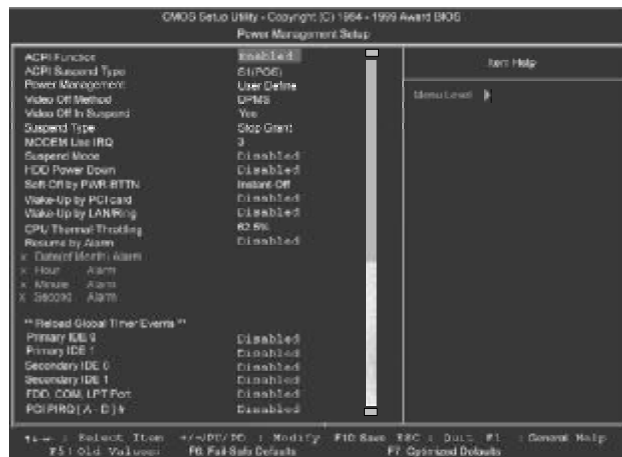 CMOS Setup Utility - Copyright (C) 1984 - 1999 Award BIOS
Power Management Setup
ACPI Function Enabled
ACPI Suspend Type S1(POS)
Power Management User Define
Video Off Method DPMS
Video Off In Suspend Yes
Suspend Type Stop Grant
MODEM Use IRQ 3
Suspend Mode Disabled
HDD Power Down Disabled
Soft-Off by PWR-BTTN Instant-Off
Wake-Up by PCI card Disabled
Wake-Up by LAN/Ring Disabled
CPU Thermal-Throttling 62.5%
Resume by Alarm Disabled
x Date(of Month) Alarm
x Hour Alarm
x Minute Alarm
x Second Alarm
** Reload Global Timer Events **
Primary IDE 0 Disabled
Primary IDE 1 Disabled
Secondary IDE 0 Disabled
Secondary IDE 1 Disabled
FDD, COM, LPT Port Disabled
PCI PIRQ [ A - D ] # Disabled
Item Help
Menu Level
: Select Item +/-/PU/PD : Modify F10:Save ESC : Quit F1 : General Help
F5:Old Values F6:Fail-Safe Defaults F7:Optimized Defaults